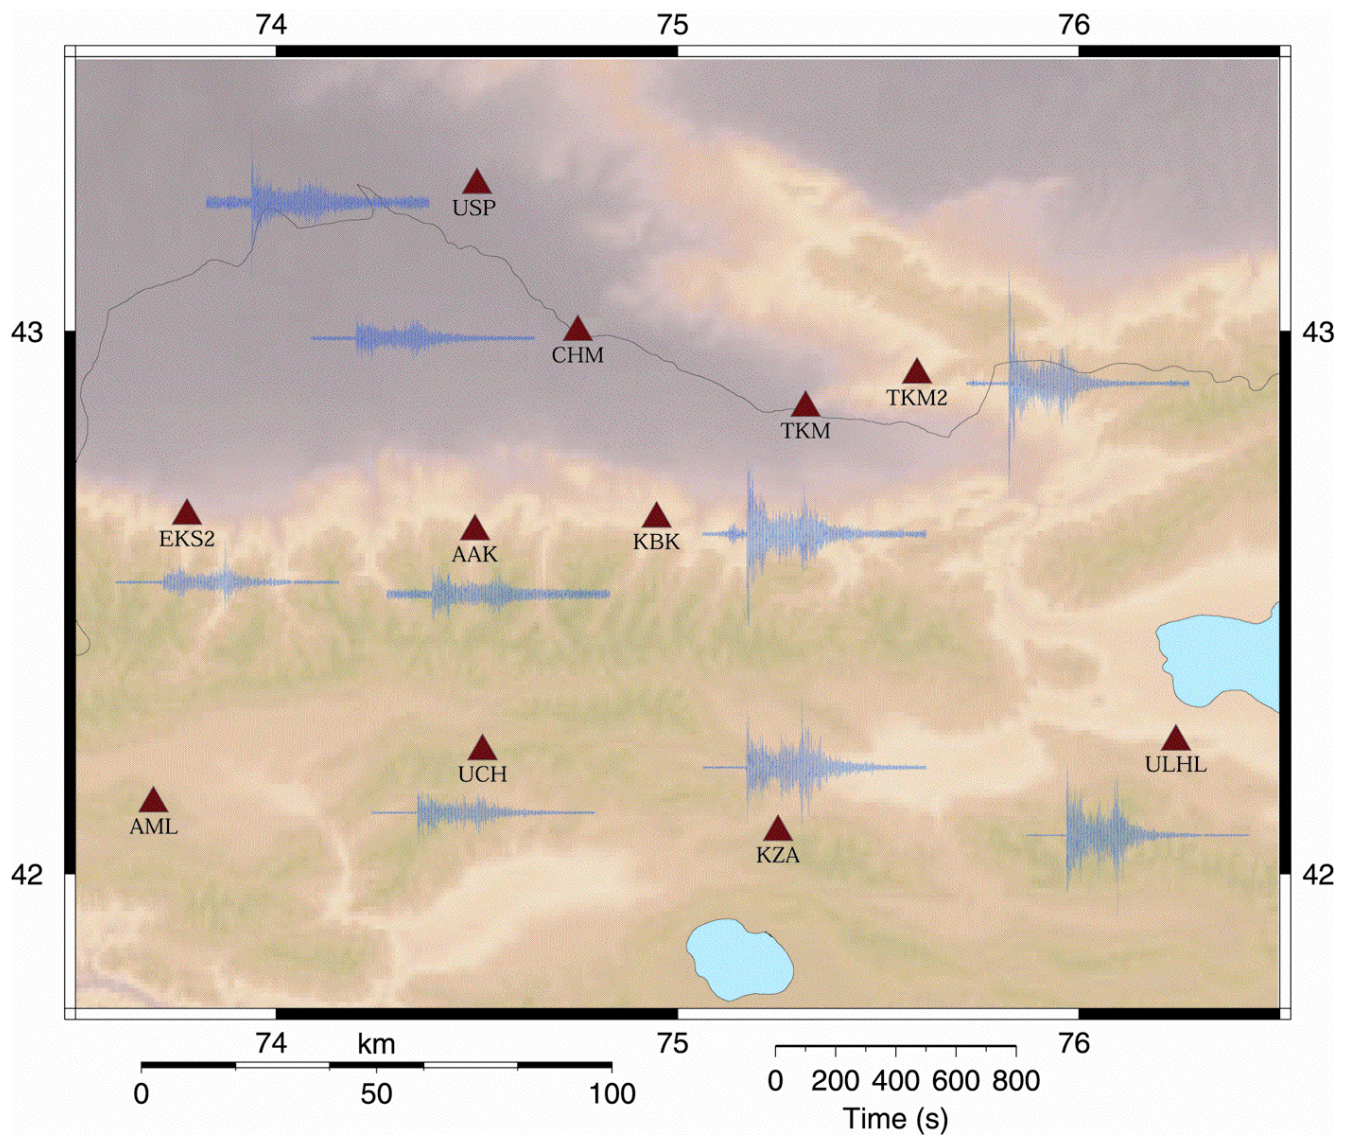 74 75 76
USP
43 CHM 43
TKM2
TKM
EKS2
AAK
KBK
UCH
ULHL
AML
KZA
42 42
74 km 75 76
0 50 100
0 200 400 600 800
Time (s)